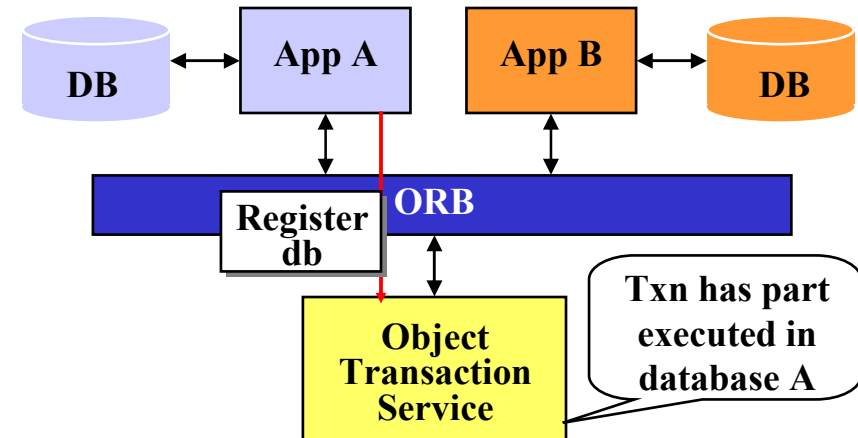 DB
App A
App B
DB
ORB
Register
db
Object
Transaction
Service
Txn has part
executed in
database A